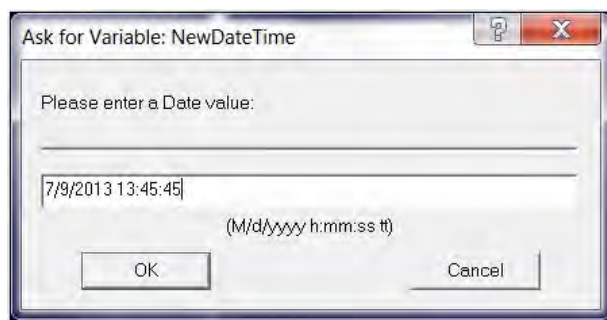 Ask for Variable: NewDateTime
Please enter a Date value:
7/9/2013 13:45:45
(M/d/yyyy h:mm:ss tt)
OK Cancel